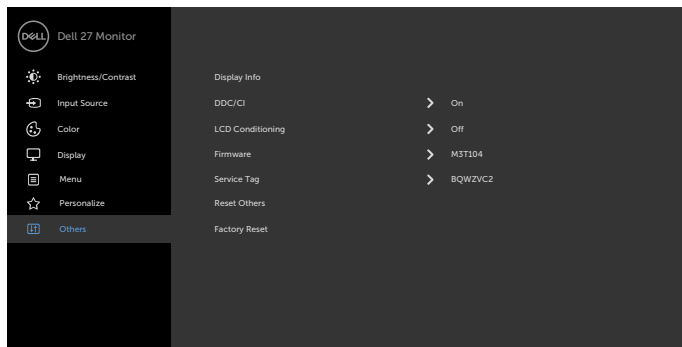 DELL Dell 27 Monitor
Brightness/Contrast
Input Source
Color
Display
Menu
Personalize
Others
Display Info
DDC/CI On
LCD Conditioning Off
Firmware M3T104
Service Tag BQWZVC2
Reset Others
Factory Reset